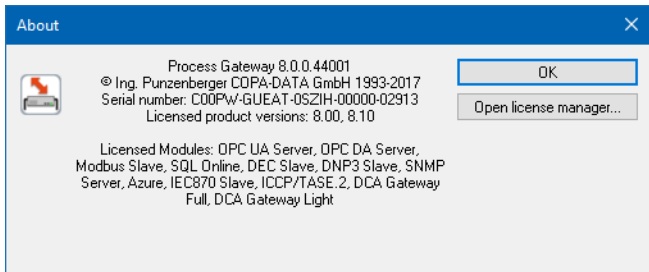 About
Process Gateway 8.0.0.44001
© Ing. Punzenberger COPA-DATA GmbH 1993-2017
Serial number: C00PW-GUEAT-0SZIH-00000-02913
Licensed product versions: 8.00, 8.10
Licensed Modules: OPC UA Server, OPC DA Server,
Modbus Slave, SQL Online, DEC Slave, DNP3 Slave, SNMP
Server, Azure, IEC870 Slave, ICCP/TASE.2, DCA Gateway
Full, DCA Gateway Light
OK
Open license manager...